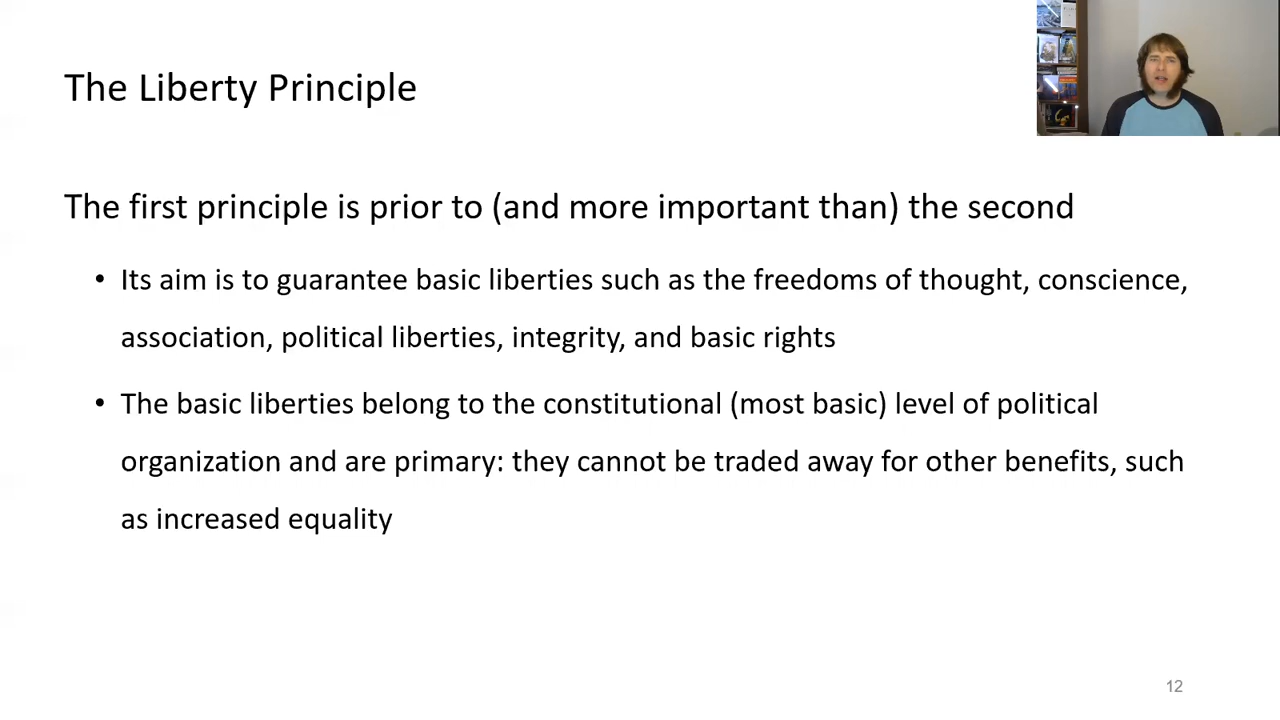 The Liberty Principle
The first principle is prior to (and more important than) the second
• Its aim is to guarantee basic liberties such as the freedoms of thought, conscience,
association, political liberties, integrity, and basic rights
• The basic liberties belong to the constitutional (most basic) level of political
organization and are primary: they cannot be traded away for other benefits, such
as increased equality
12